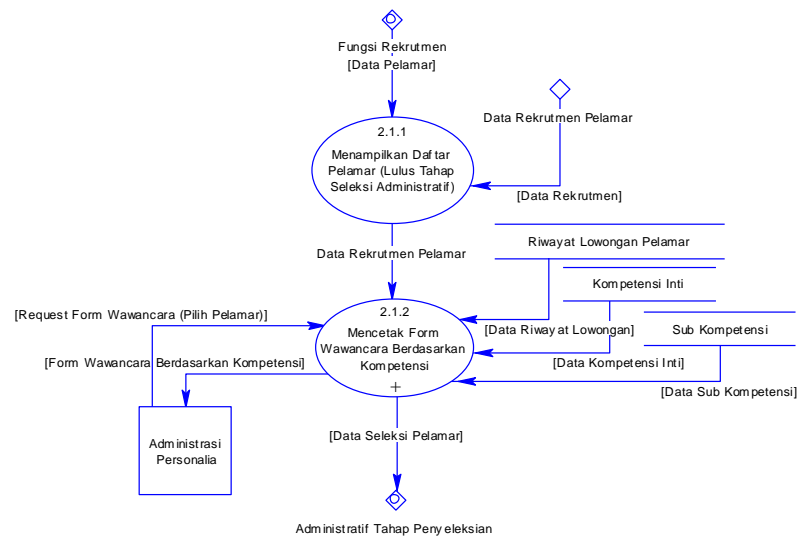 Fungsi Rekrutmen
[Data Pelamar]
Data Rekrutmen Pelamar
2.1.1
Menampilkan Daftar
Pelamar (Lulus Tahap
Seleksi Administratif)
[Data Rekrutmen]
Data Rekrutmen Pelamar
Riwayat Lowongan Pelamar
Kompetensi Inti
[Request Form Wawancara (Pilih Pelamar)]
2.1.2
Mencetak Form
Wawancara Berdasarkan
Kompetensi
+
[Data Riwayat Lowongan]
Sub Kompetensi
[Form Wawancara Berdasarkan Kompetensi]
[Data Kompetensi Inti]
[Data Sub Kompetensi]
Administrasi
Personalia
[Data Seleksi Pelamar]
Administratif Tahap Penyeleksian